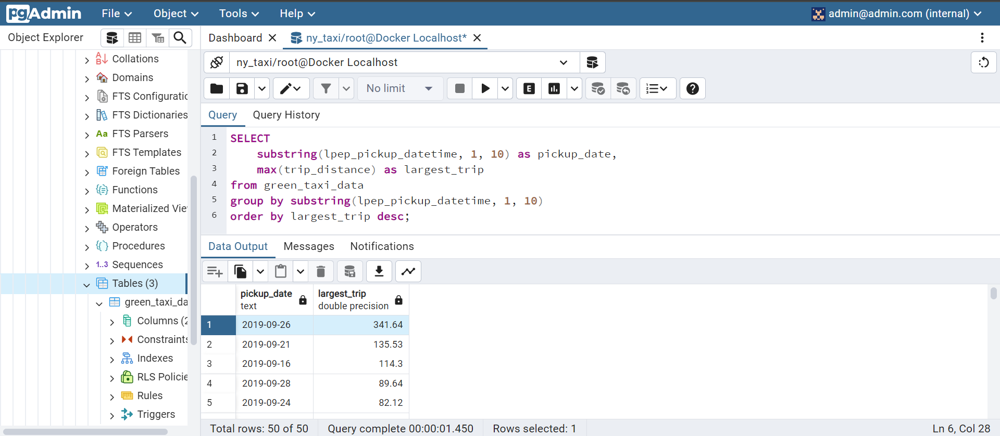 pgAdmin File Object Tools Help admin@admin.com (internal)
Object Explorer
Dashboard ny_taxi/root@Docker Localhost*
Collations
Domains
FTS Configuratio
FTS Dictionaries
Aa FTS Parsers
FTS Templates
Foreign Tables
Functions
Materialized Vie
Operators
Procedures
1..3 Sequences
Tables (3)
green_taxi_da
Columns (2
Constraints
Indexes
RLS Policie
Rules
Triggers
ny_taxi/root@Docker Localhost
No limit
E
Query Query History
1 SELECT
2 substring(lpep_pickup_datetime, 1, 10) as pickup_date,
3 max(trip_distance) as largest_trip
4 from green_taxi_data
5 group by substring(lpep_pickup_datetime, 1, 10)
6 order by largest_trip desc;
Data Output Messages Notifications
pickup_date largest_trip
text double precision
1 2019-09-26 341.64
2 2019-09-21 135.53
3 2019-09-16 114.3
4 2019-09-28 89.64
5 2019-09-24 82.12
Total rows: 50 of 50 Query complete 00:00:01.450 Rows selected: 1 Ln 6, Col 28